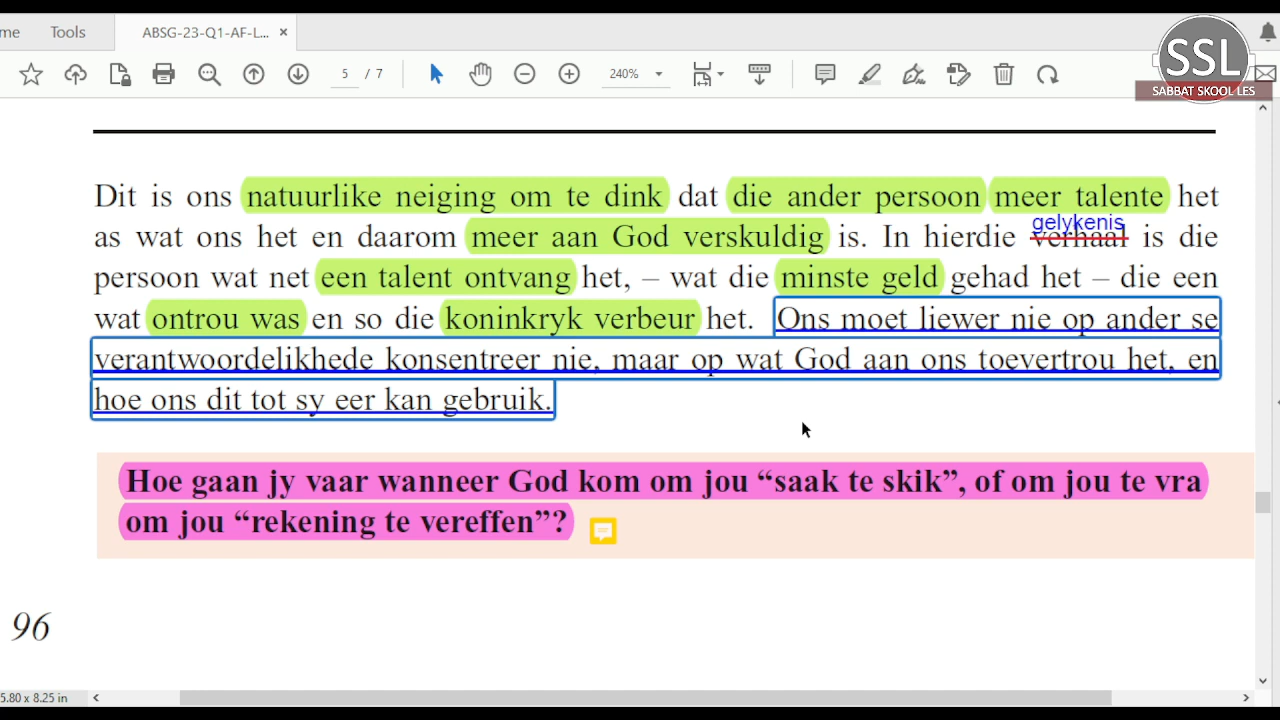 me Tools ABSG-23-Q1-AF-L... ×
SSL
SABBAT SKOOL LES
5 / 7 240%
Dit is ons natuurlike neiging om te dink dat die ander persoon meer talente het
gelykenis
as wat ons het en daarom meer aan God verskuldig is. In hierdie verhaal is die
persoon wat net een talent ontvang het, – wat die minste geld gehad het – die een
wat ontrou was en so die koninkryk verbeur het. Ons moet liewer nie op ander se
verantwoordelikhede konsentreer nie, maar op wat God aan ons toevertrou het, en
hoe ons dit tot sy eer kan gebruik.
Hoe gaan jy vaar wanneer God kom om jou “saak te skik”, of om jou te vra
om jou “rekening te vereffen”?
96
5.80 x 8.25 in